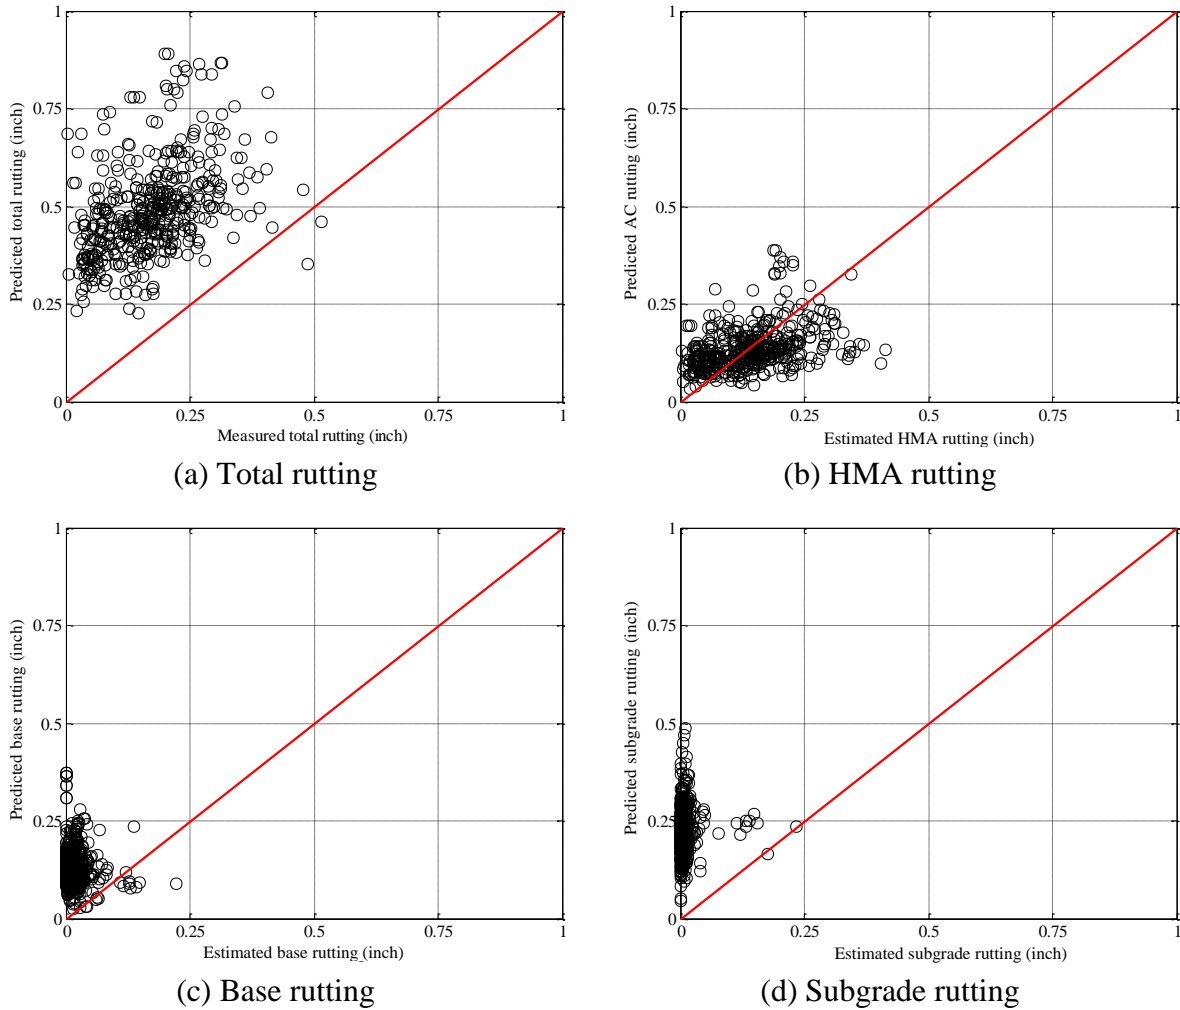 1
0.75
0.5
0.25
0
0 0.25 0.5 0.75 1
Predicted total rutting (inch)
Measured total rutting (inch)
(a) Total rutting
1
0.75
0.5
0.25
0
0 0.25 0.5 0.75 1
Predicted AC rutting (inch)
Estimated HMA rutting (inch)
(b) HMA rutting
1
0.75
0.5
0.25
0
0 0.25 0.5 0.75 1
Predicted base rutting (inch)
Estimated base rutting (inch)
(c) Base rutting
1
0.75
0.5
0.25
0
0 0.25 0.5 0.75 1
Predicted subgrade rutting (inch)
Estimated subgrade rutting (inch)
(d) Subgrade rutting